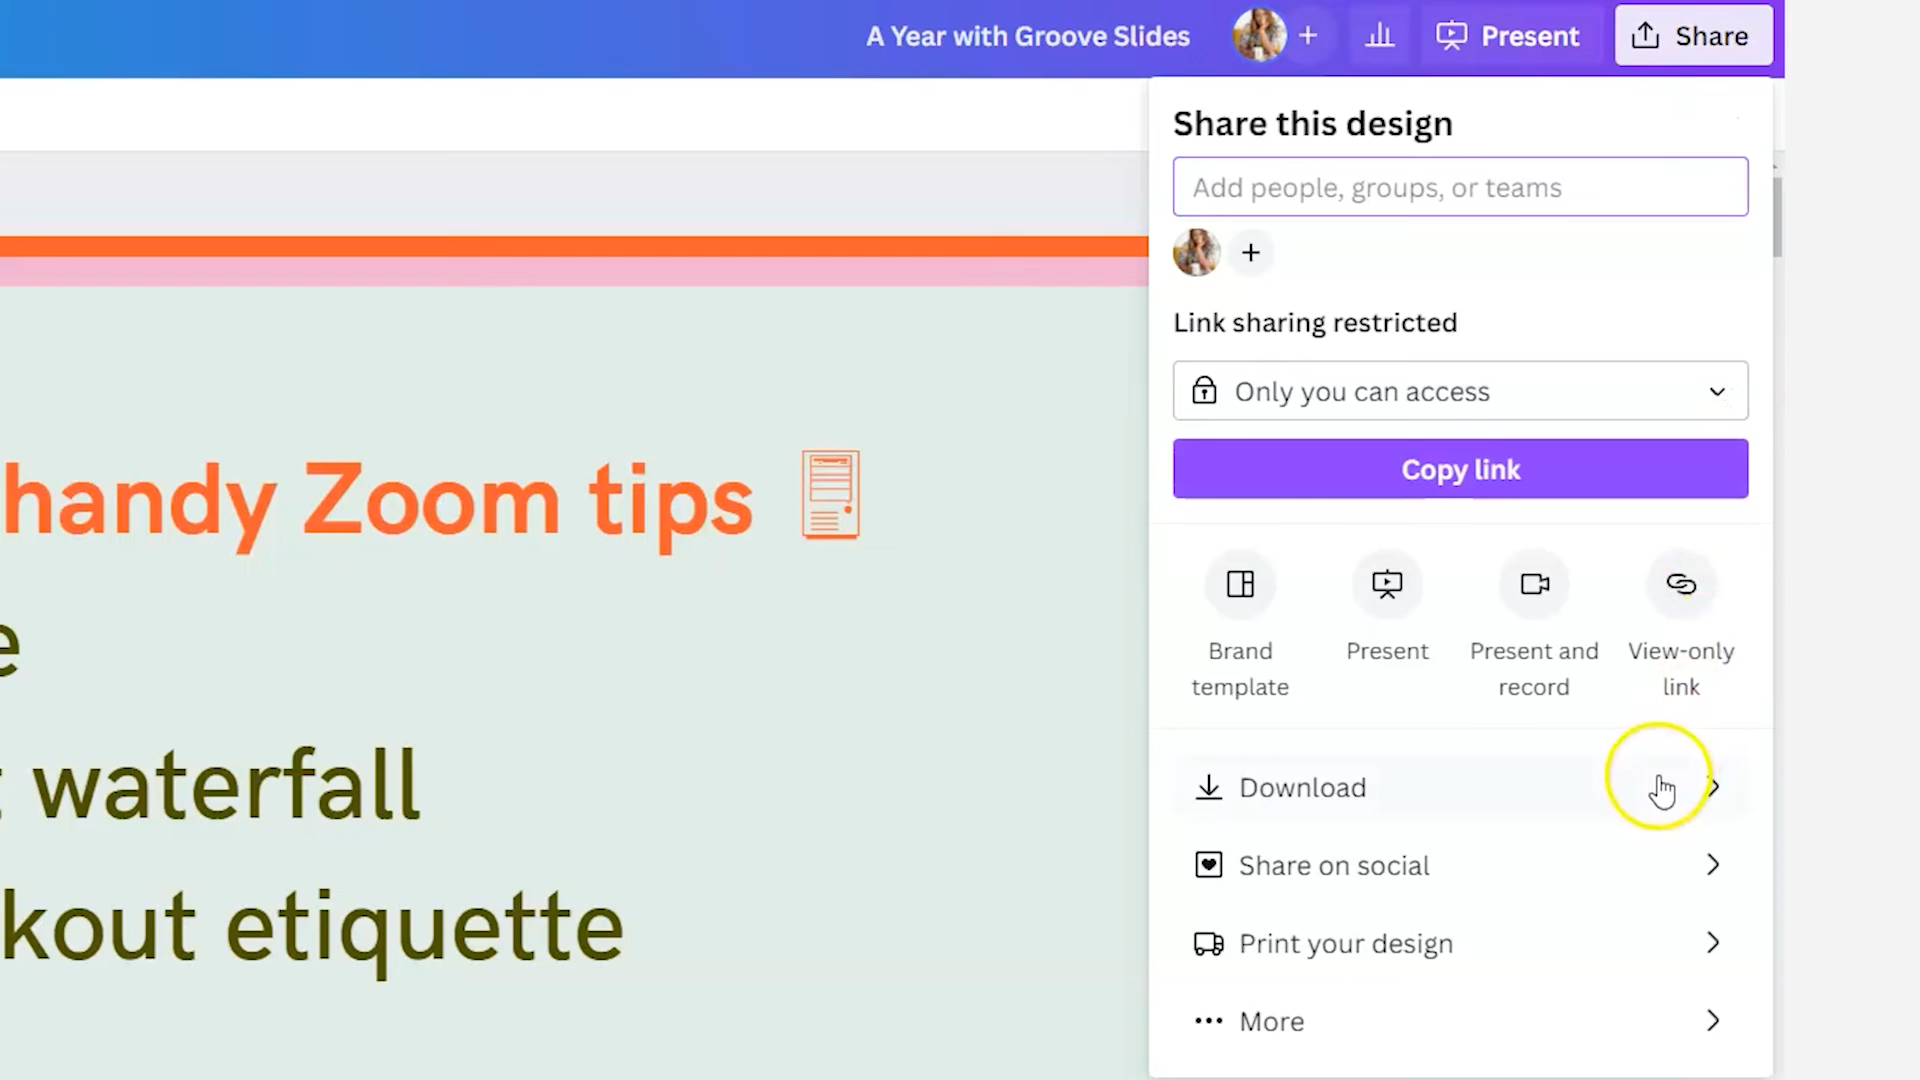 A Year with Groove Slides
Present
Share
Share this design
Add people, groups, or teams
Link sharing restricted
Only you can access
Copy link
Brand template
Present
Present and record
View-only link
Download
Share on social
Print your design
More
handy Zoom tips
e
waterfall
kout etiquette